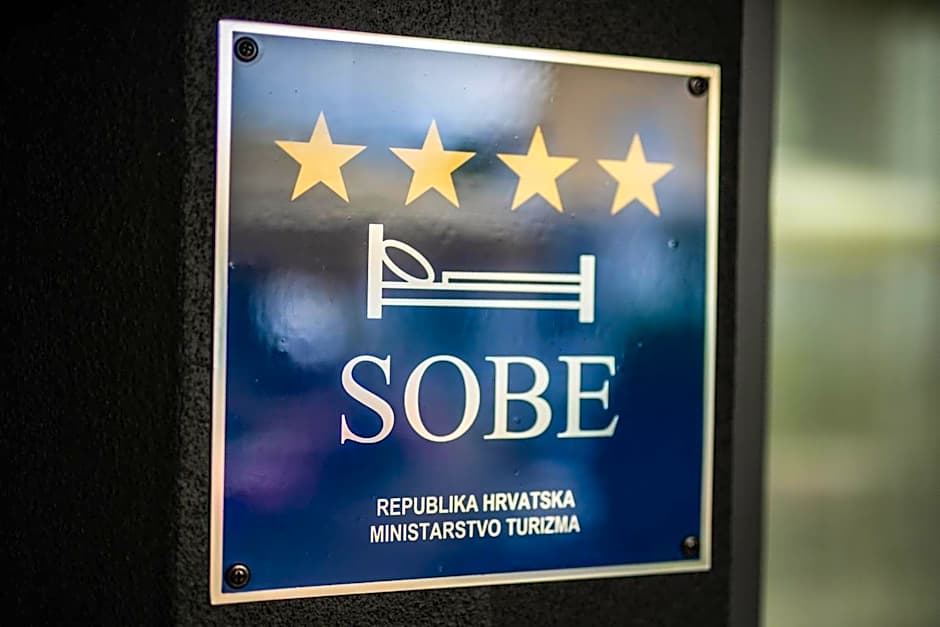 SOBE
REPUBLIKA HRVATSKA
MINISTARSTVO TURIZMA